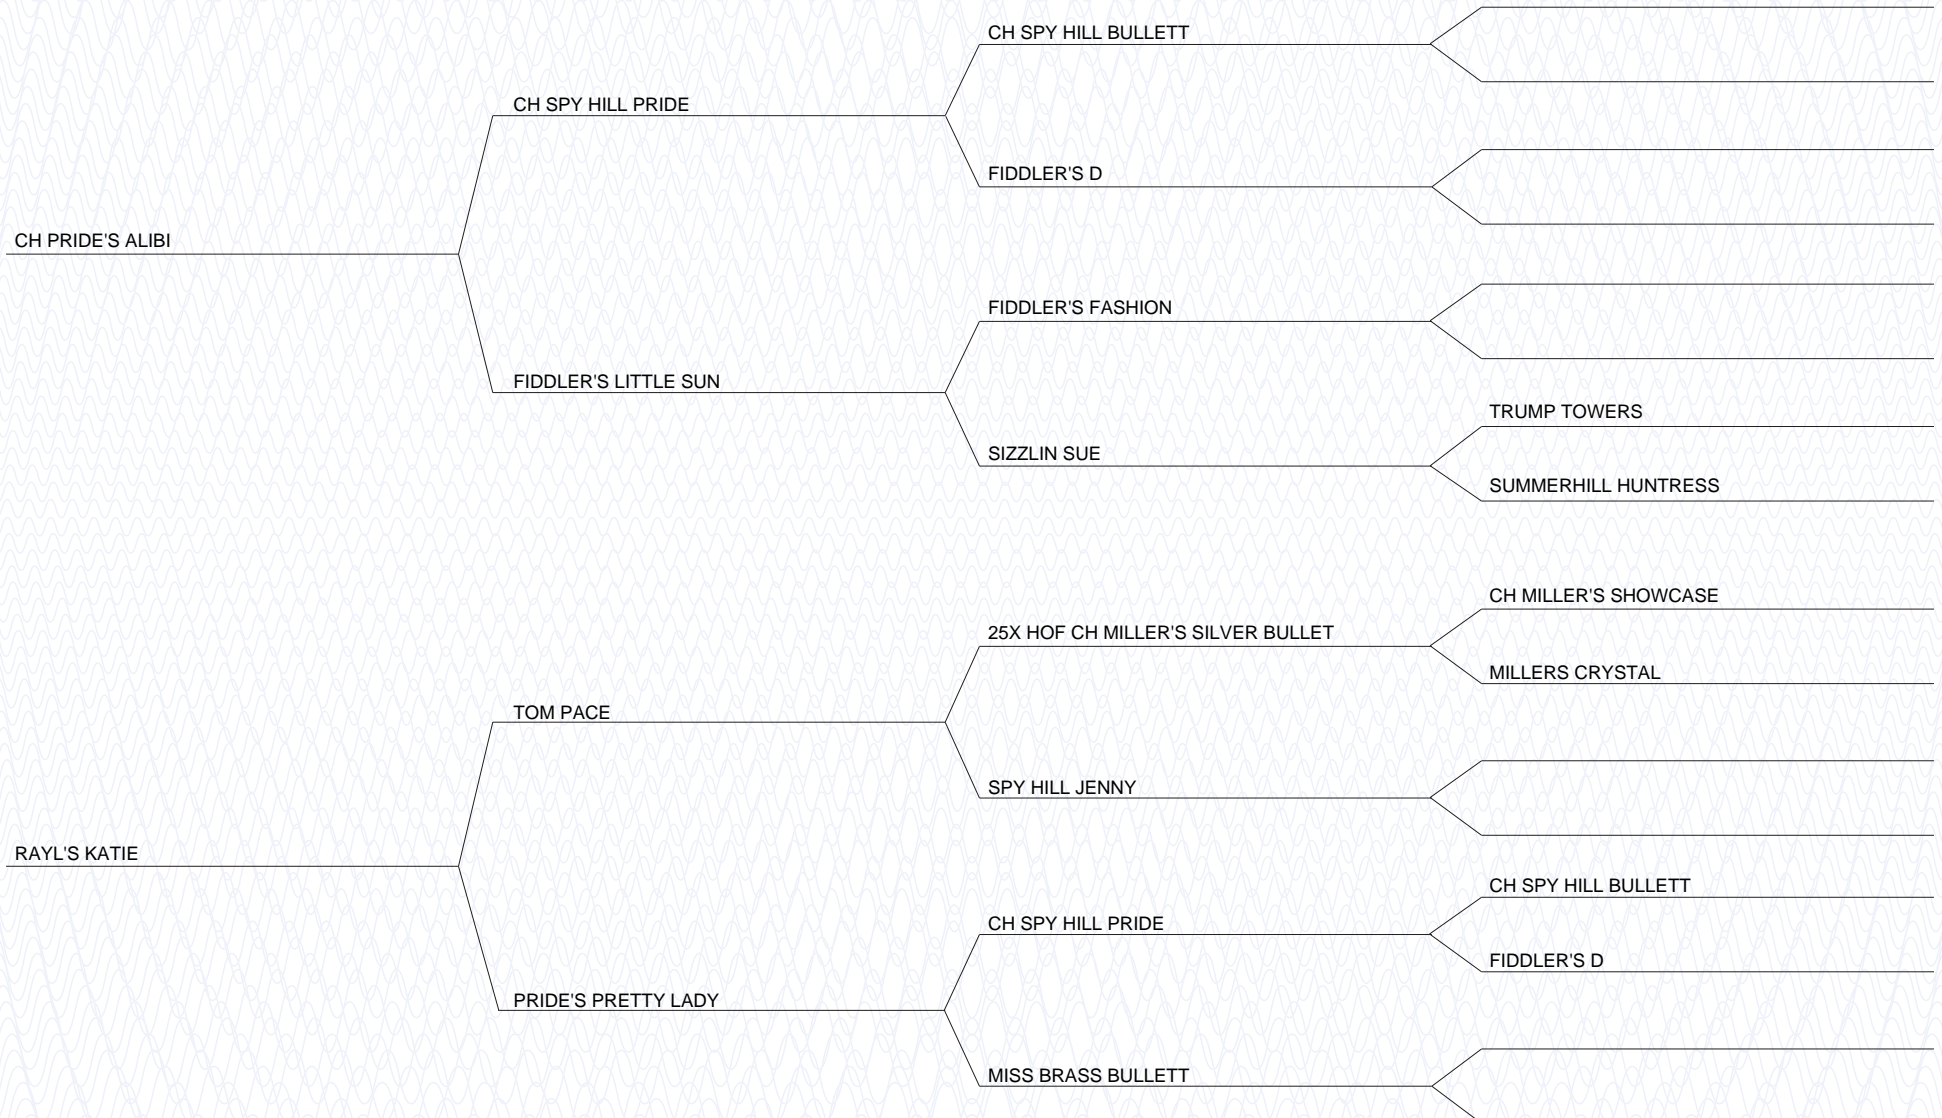 CH SPY HILL BULLETT
CH SPY HILL PRIDE
FIDDLER'S D
CH PRIDE'S ALIBI
FIDDLER'S FASHION
FIDDLER'S LITTLE SUN
TRUMP TOWERS
SIZZLIN SUE
SUMMERHILL HUNTRESS
CH MILLER'S SHOWCASE
25X HOF CH MILLER'S SILVER BULLET
MILLERS CRYSTAL
TOM PACE
SPY HILL JENNY
RAYL'S KATIE
CH SPY HILL BULLETT
CH SPY HILL PRIDE
FIDDLER'S D
PRIDE'S PRETTY LADY
MISS BRASS BULLETT